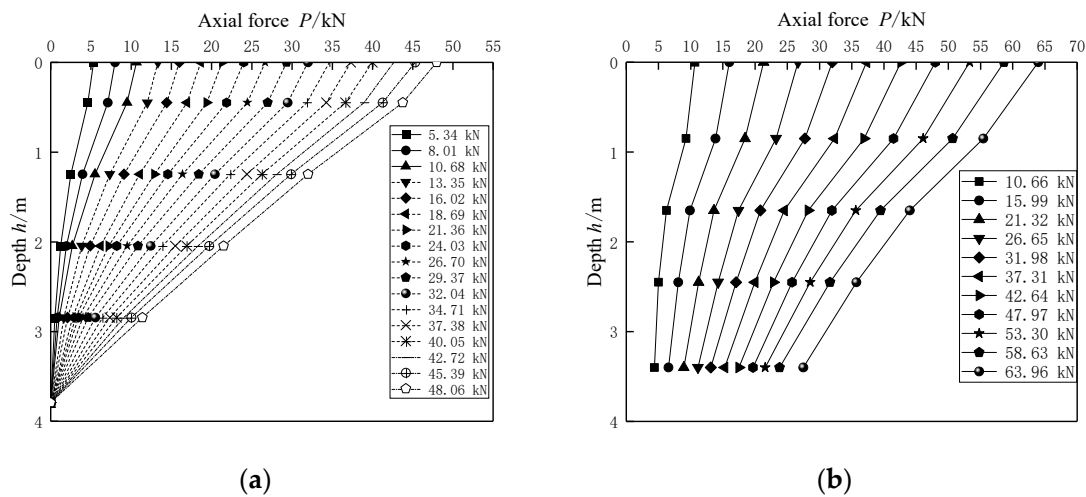 Axial force P/kN
0 5 10 15 20 25 30 35 40 45 50 55
0
1
2
3
4
Depth h/m
5.34 kN
8.01 kN
10.68 kN
13.35 kN
16.02 kN
18.69 kN
21.36 kN
24.03 kN
26.70 kN
29.37 kN
32.04 kN
34.71 kN
37.38 kN
40.05 kN
42.72 kN
45.39 kN
48.06 kN
(a)
Axial force P/kN
0 5 10 15 20 25 30 35 40 45 50 55 60 65 70
0
1
2
3
4
Depth h/m
10.66 kN
15.99 kN
21.32 kN
26.65 kN
31.98 kN
37.31 kN
42.64 kN
47.97 kN
53.30 kN
58.63 kN
63.96 kN
(b)